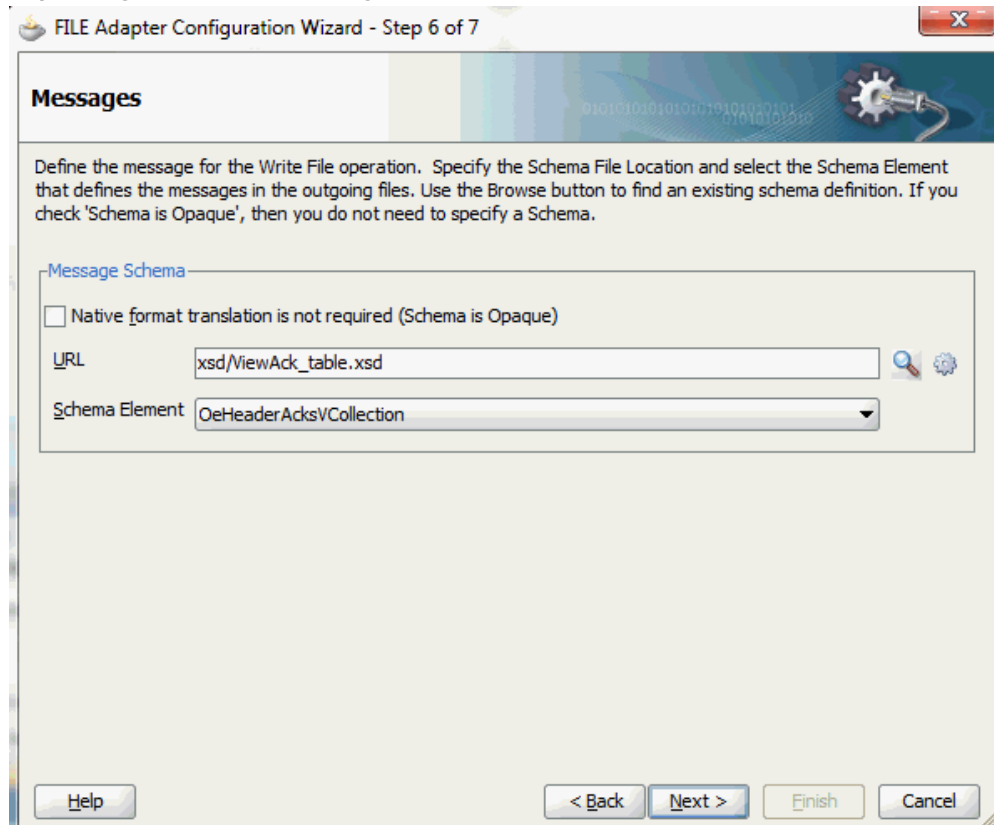 FILE Adapter Configuration Wizard - Step 6 of 7
Messages
Define the message for the Write File operation. Specify the Schema File Location and select the Schema Element
that defines the messages in the outgoing files. Use the Browse button to find an existing schema definition. If you
check 'Schema is Opaque', then you do not need to specify a Schema.
Message Schema
Native format translation is not required (Schema is Opaque)
URL xsd/ViewAck_table.xsd
Schema Element OeHeaderAcksVCollection
Help < Back Next > Finish Cancel